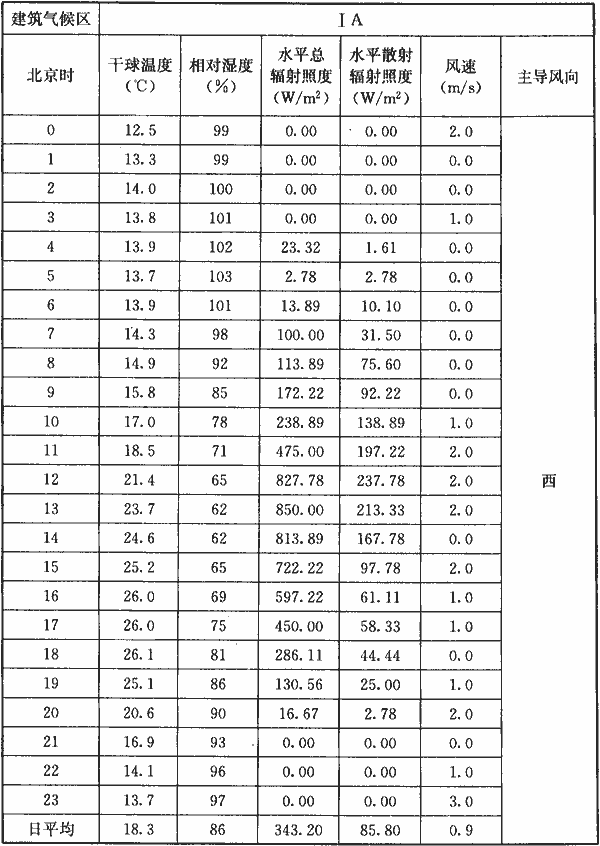 建筑气候区 ⅠA
北京时 干球温度(℃) 相对湿度(%) 水平总辐射照度(W/m²) 水平散射辐射照度(W/m²) 风速(m/s) 主导风向
0 12.5 99 0.00 0.00 2.0
1 13.3 99 0.00 0.00 0.0
2 14.0 100 0.00 0.00 0.0
3 13.8 101 0.00 0.00 1.0
4 13.9 102 23.32 1.61 0.0
5 13.7 103 2.78 2.78 0.0
6 13.9 101 13.89 10.10 0.0
7 14.3 98 100.00 31.50 0.0
8 14.9 92 113.89 75.60 0.0
9 15.8 85 172.22 92.22 0.0
10 17.0 78 238.89 138.89 1.0
11 18.5 71 475.00 197.22 2.0
12 21.4 65 827.78 237.78 2.0 西
13 23.7 62 850.00 213.33 2.0
14 24.6 62 813.89 167.78 0.0
15 25.2 65 722.22 97.78 2.0
16 26.0 69 597.22 61.11 1.0
17 26.0 75 450.00 58.33 1.0
18 26.1 81 286.11 44.44 0.0
19 25.1 86 130.56 25.00 1.0
20 20.6 90 16.67 2.78 2.0
21 16.9 93 0.00 0.00 0.0
22 14.1 96 0.00 0.00 1.0
23 13.7 97 0.00 0.00 3.0
日平均 18.3 86 343.20 85.80 0.9